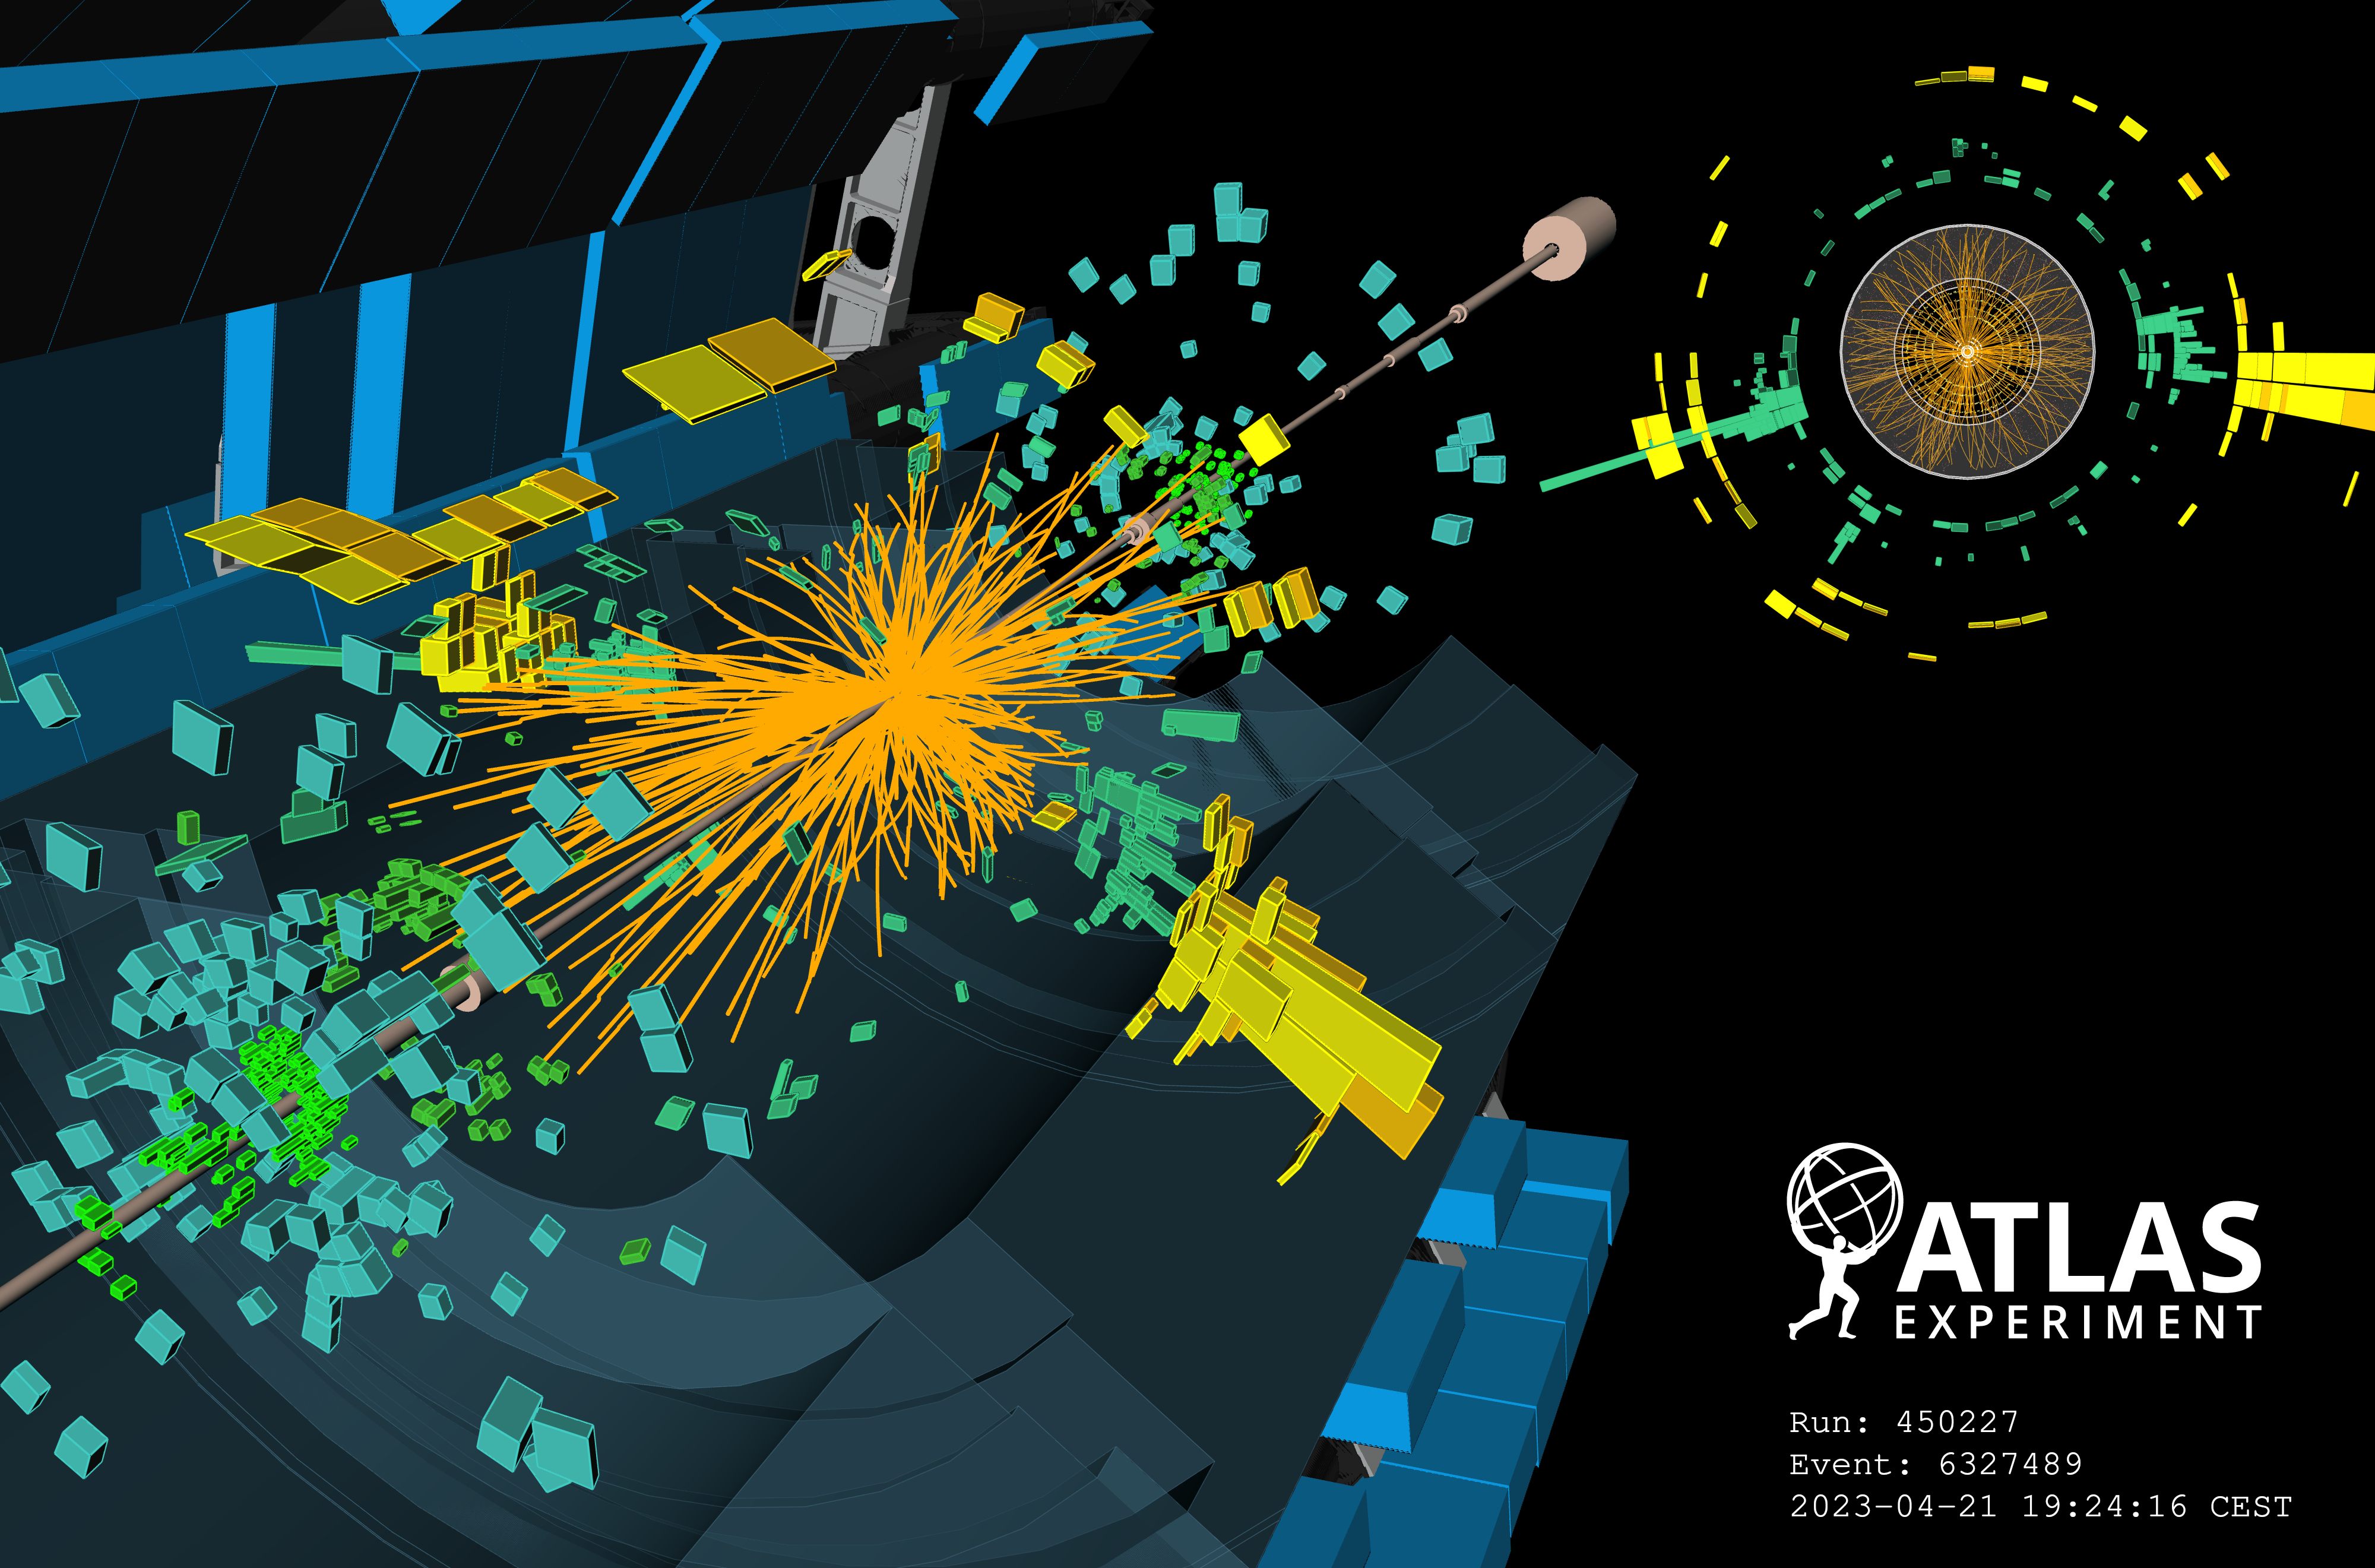 ATLAS
EXPERIMENT
Run: 450227
Event: 6327489
2023-04-21 19:24:16 CEST